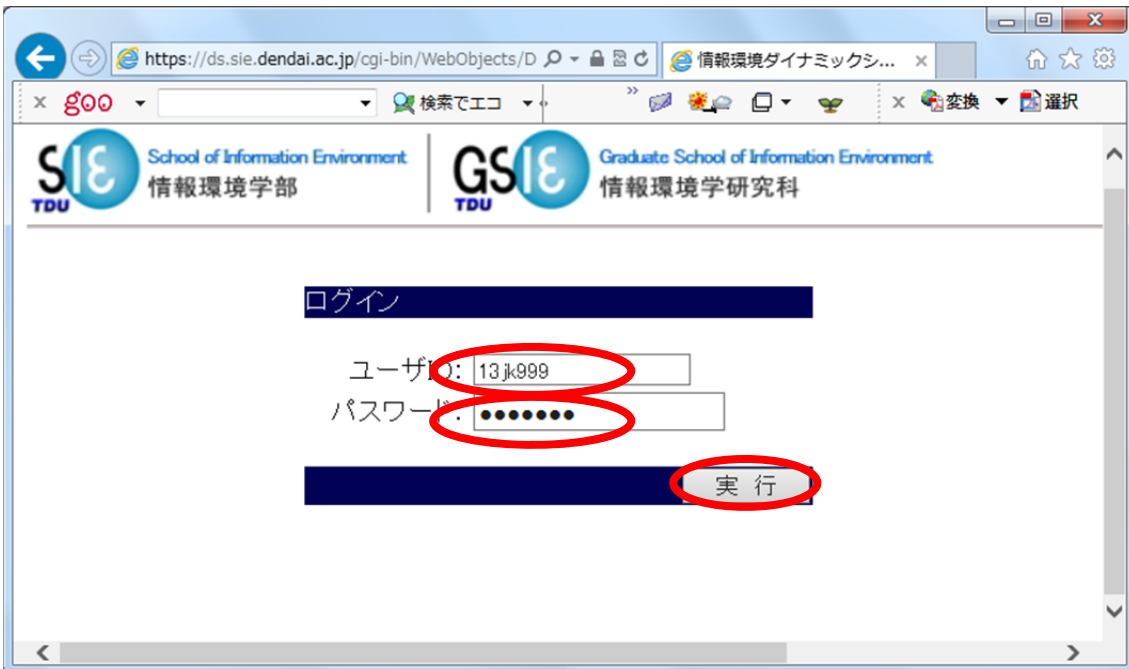 https://ds.sie.dendai.ac.jp/cgi-bin/WebObjects/D
情報環境ダイナミックシ...
goo
検索でエコ
変換
選択
SIE TDU
School of Information Environment
情報環境学部
GSIE TDU
Graduate School of Information Environment
情報環境学研究科
ログイン
ユーザID: 13jk999
パスワード: ●●●●●●●
実 行